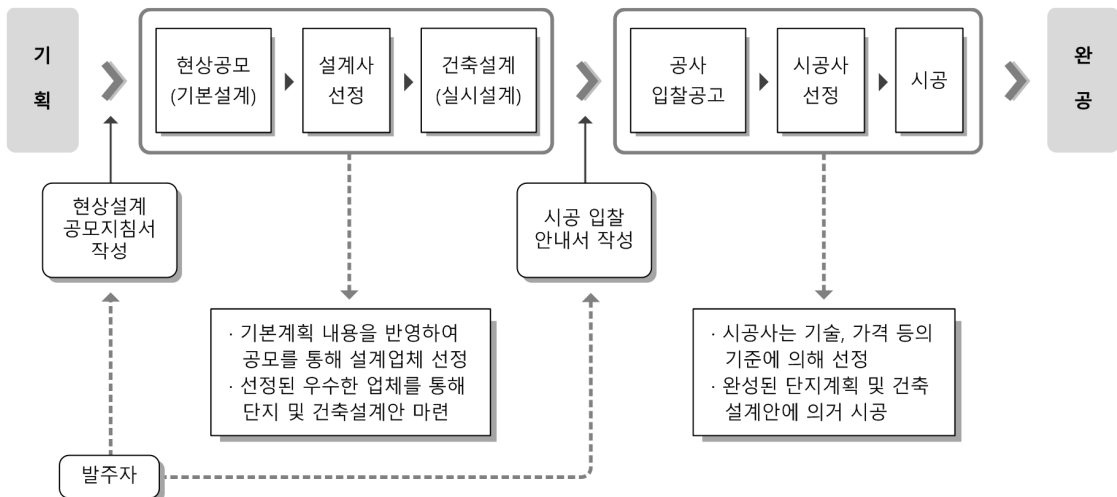 기
획
현상공모
(기본설계)
설계사
선정
건축설계
(실시설계)
공사
입찰공고
시공사
선정
시공
완
공
현상설계
공모지침서
작성
시공 입찰
안내서 작성
· 기본계획 내용을 반영하여
공모를 통해 설계업체 선정
· 선정된 우수한 업체를 통해
단지 및 건축설계안 마련
· 시공사는 기술, 가격 등의
기준에 의해 선정
· 완성된 단지계획 및 건축
설계안에 의거 시공
발주자